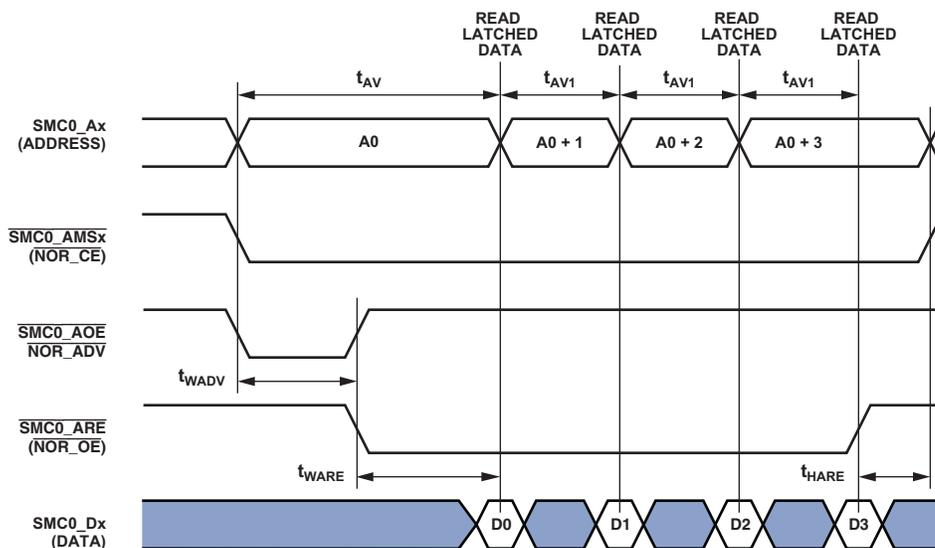 READ
LATCHED
DATA
READ
LATCHED
DATA
READ
LATCHED
DATA
READ
LATCHED
DATA
tAV
tAV1
tAV1
tAV1
SMC0_Ax
(ADDRESS)
A0
A0 + 1
A0 + 2
A0 + 3
SMC0_AMSx
(NOR_CE)
SMC0_AOE
NOR_ADV
tWADV
SMC0_ARE
(NOR_OE)
tWARE
tHARE
SMC0_Dx
(DATA)
D0
D1
D2
D3